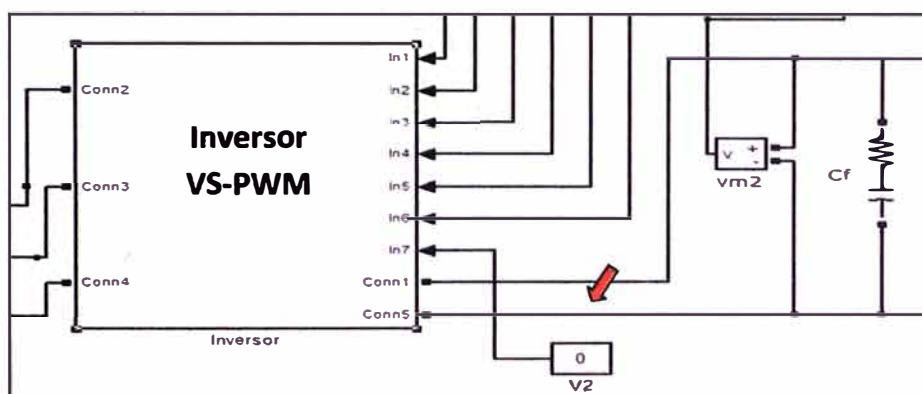 Conn2
Conn3
Conn4
Inversor
VS-PWM
In1
In2
In3
In4
In5
In6
In7
Conn1
Conn5
Inversor
v
+
-
vm2
Cf
0
V2